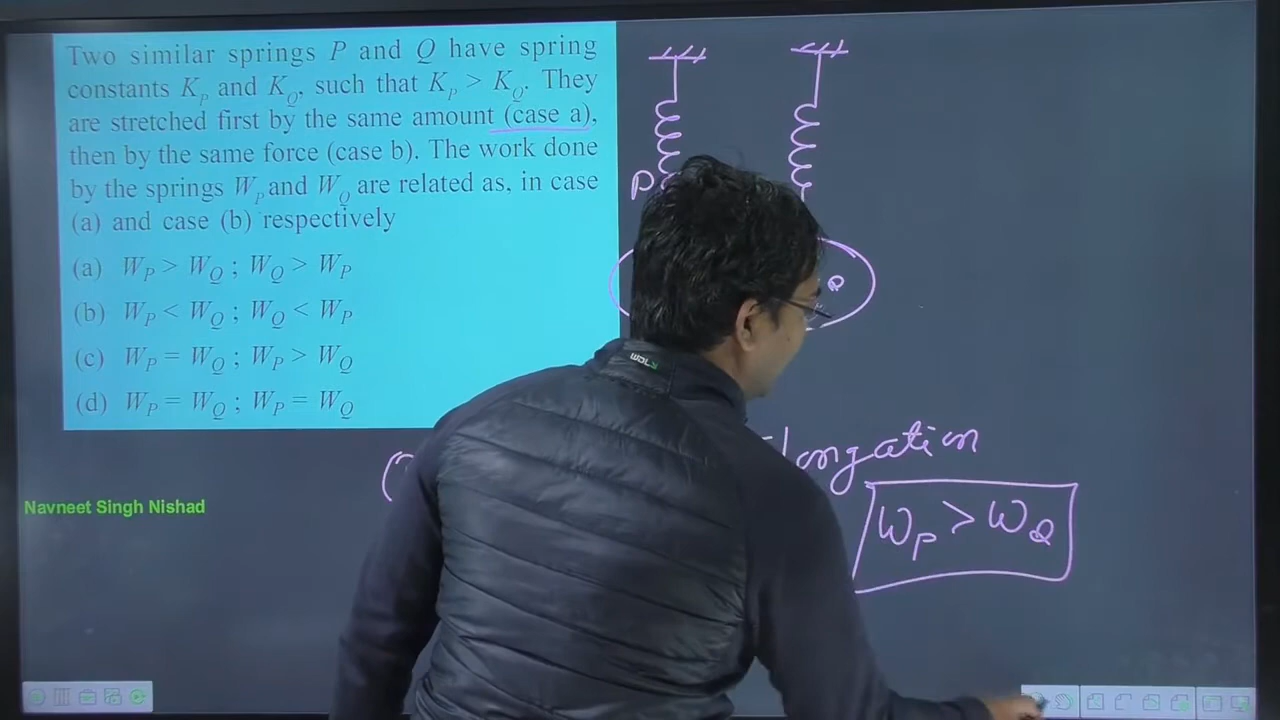 Two similar springs P and Q have spring
constants K_P and K_Q, such that K_P > K_Q. They
are stretched first by the same amount (case a),
then by the same force (case b). The work done
by the springs W_P and W_Q are related as, in case
(a) and case (b) respectively
(a) W_P > W_Q ; W_Q > W_P
(b) W_P < W_Q ; W_Q < W_P
(c) W_P = W_Q ; W_P > W_Q
(d) W_P = W_Q ; W_P = W_Q
P
Q
longation
W_P > W_Q
Navneet Singh Nishad